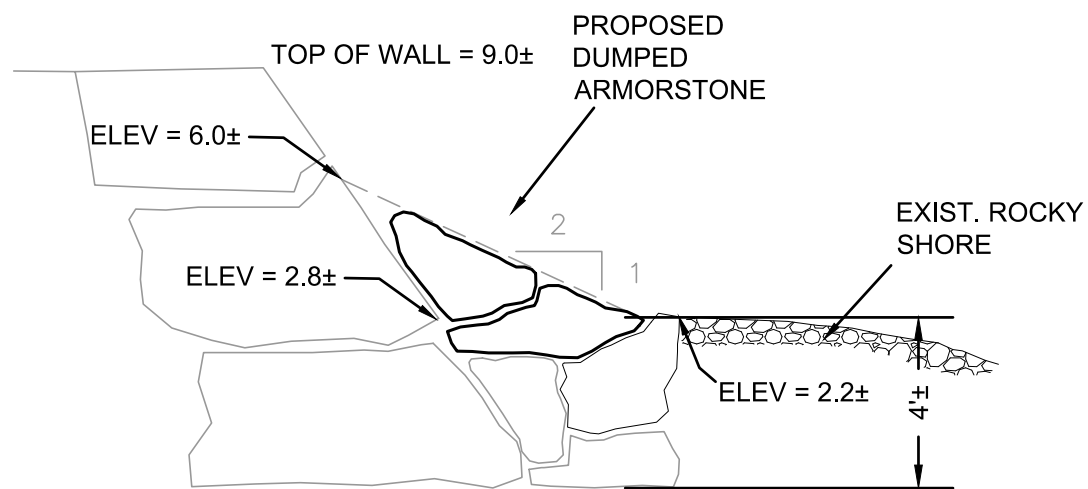 PROPOSED
DUMPED
ARMORSTONE
TOP OF WALL = 9.0±
ELEV = 6.0±
2
1
EXIST. ROCKY
SHORE
ELEV = 2.8±
ELEV = 2.2±
4'±